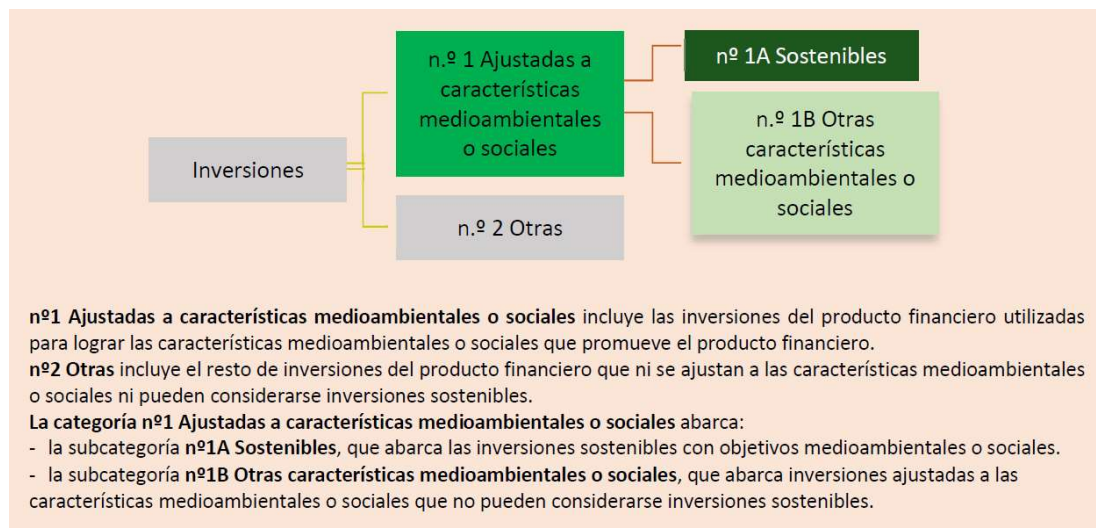 n.º 1 Ajustadas a
características
medioambientales
o sociales
nº 1A Sostenibles
n.º 1B Otras
características
medioambientales o
sociales
Inversiones
n.º 2 Otras
nº1 Ajustadas a características medioambientales o sociales incluye las inversiones del producto financiero utilizadas
para lograr las características medioambientales o sociales que promueve el producto financiero.
nº2 Otras incluye el resto de inversiones del producto financiero que ni se ajustan a las características medioambientales
o sociales ni pueden considerarse inversiones sostenibles.
La categoría nº1 Ajustadas a características medioambientales o sociales abarca:
- la subcategoría nº1A Sostenibles, que abarca las inversiones sostenibles con objetivos medioambientales o sociales.
- la subcategoría nº1B Otras características medioambientales o sociales, que abarca inversiones ajustadas a las
características medioambientales o sociales que no pueden considerarse inversiones sostenibles.